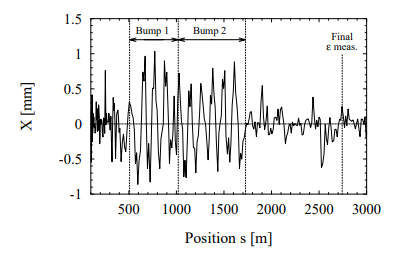 1.5
Bump 1
Bump 2
Final
ε meas.
1
0.5
0
-0.5
-1
X [mm]
500
1000
1500
2000
2500
3000
Position s [m]